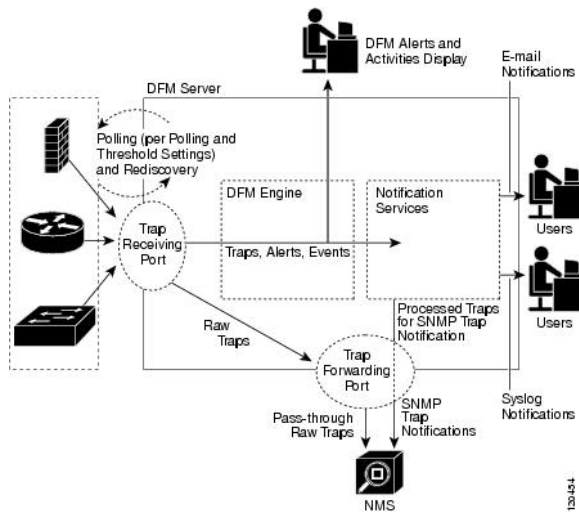 DFM Alerts and
Activities Display
E-mail
Notifications
DFM Server
Polling (per Polling and
Threshold Settings)
and Rediscovery
DFM Engine
Notification
Services
Trap
Receiving
Port
Traps, Alerts, Events
Users
Raw
Traps
Processed Traps
for SNMP Trap
Notification
Users
Trap
Forwarding
Port
Pass-through
Raw Traps
SNMP
Trap
Notifications
Syslog
Notifications
NMS
120454